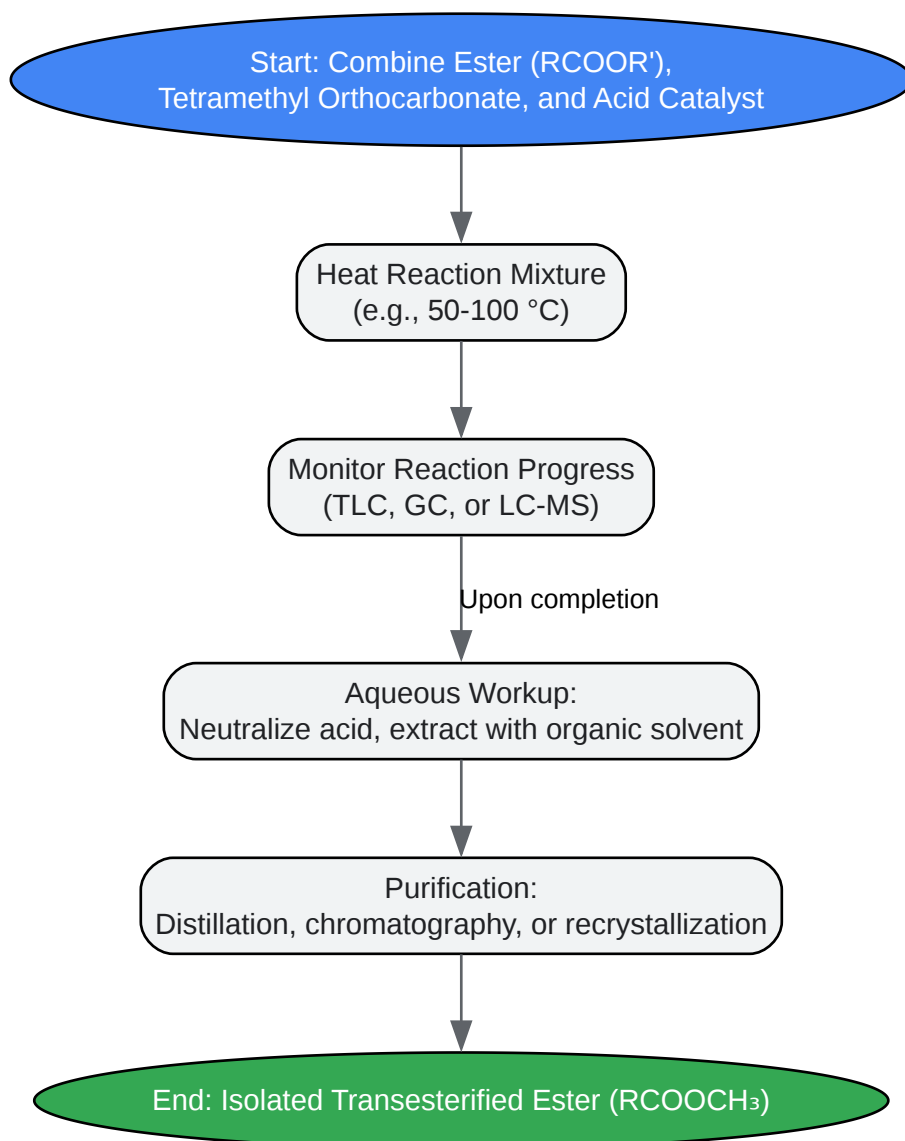 Start: Combine Ester (RCOOR'),
Tetramethyl Orthocarbonate, and Acid Catalyst
Heat Reaction Mixture
(e.g., 50-100 °C)
Monitor Reaction Progress
(TLC, GC, or LC-MS)
Upon completion
Aqueous Workup:
Neutralize acid, extract with organic solvent
Purification:
Distillation, chromatography, or recrystallization
End: Isolated Transesterified Ester (RCOOCH₃)